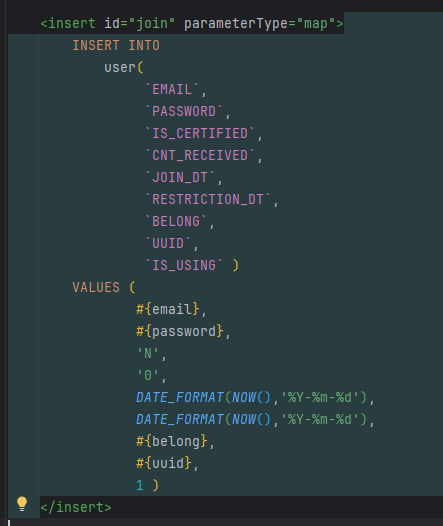 <insert id="join" parameterType="map">
INSERT INTO
user(
`EMAIL`,
`PASSWORD`,
`IS_CERTIFIED`,
`CNT_RECEIVED`,
`JOIN_DT`,
`RESTRICTION_DT`,
`BELONG`,
`UUID`,
`IS_USING` )
VALUES (
#{email},
#{password},
'N',
'0',
DATE_FORMAT(NOW(),'%Y-%m-%d'),
DATE_FORMAT(NOW(),'%Y-%m-%d'),
#{belong},
#{uuid},
1 )
</insert>